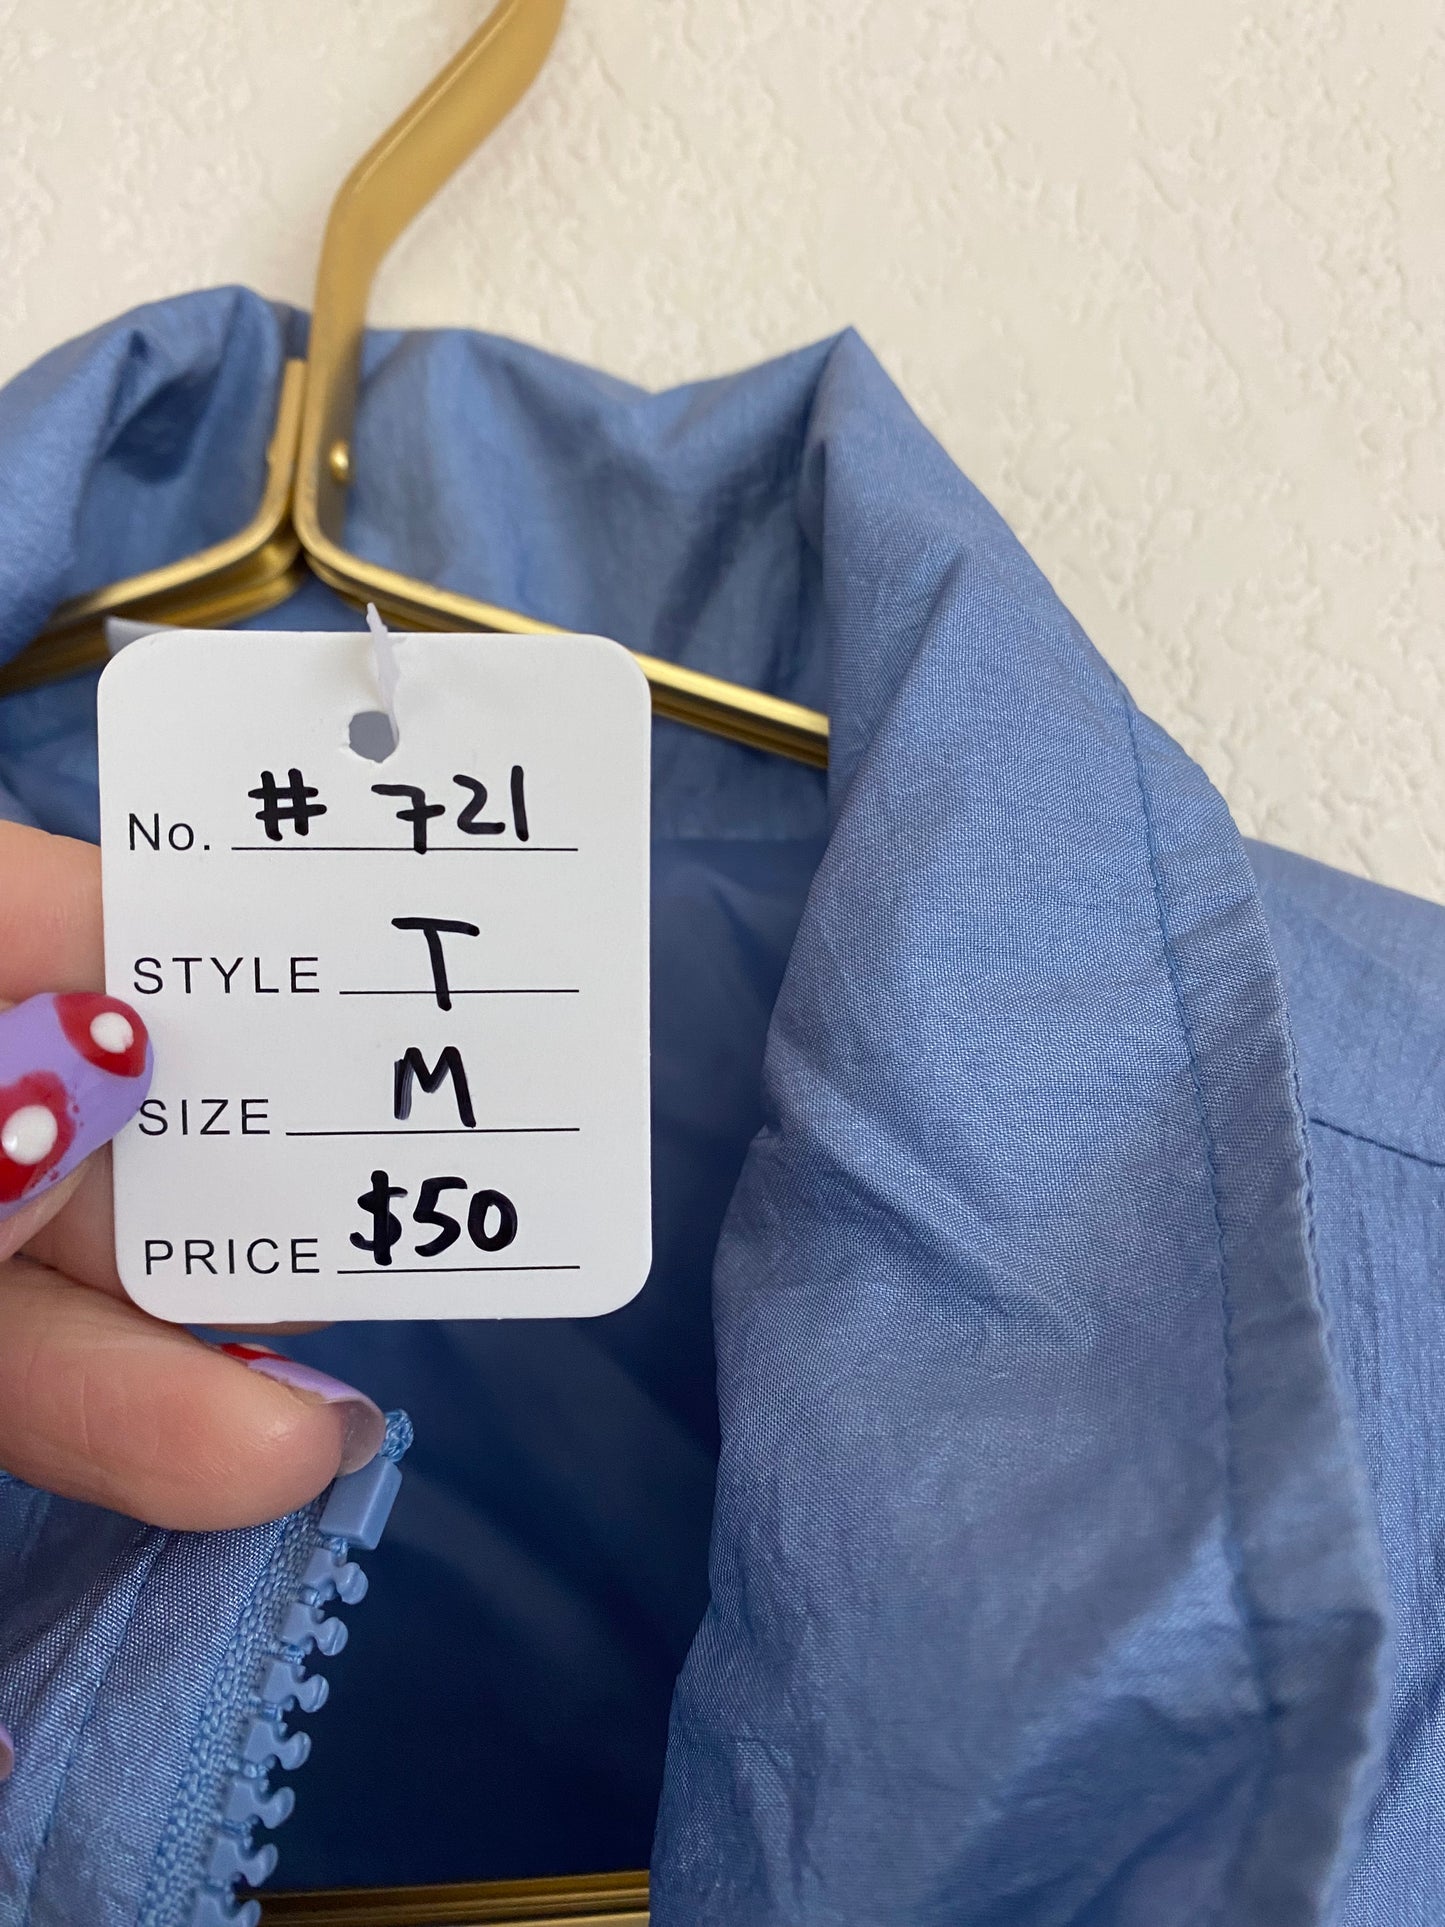 No. # 721
STYLE T
SIZE M
PRICE $50